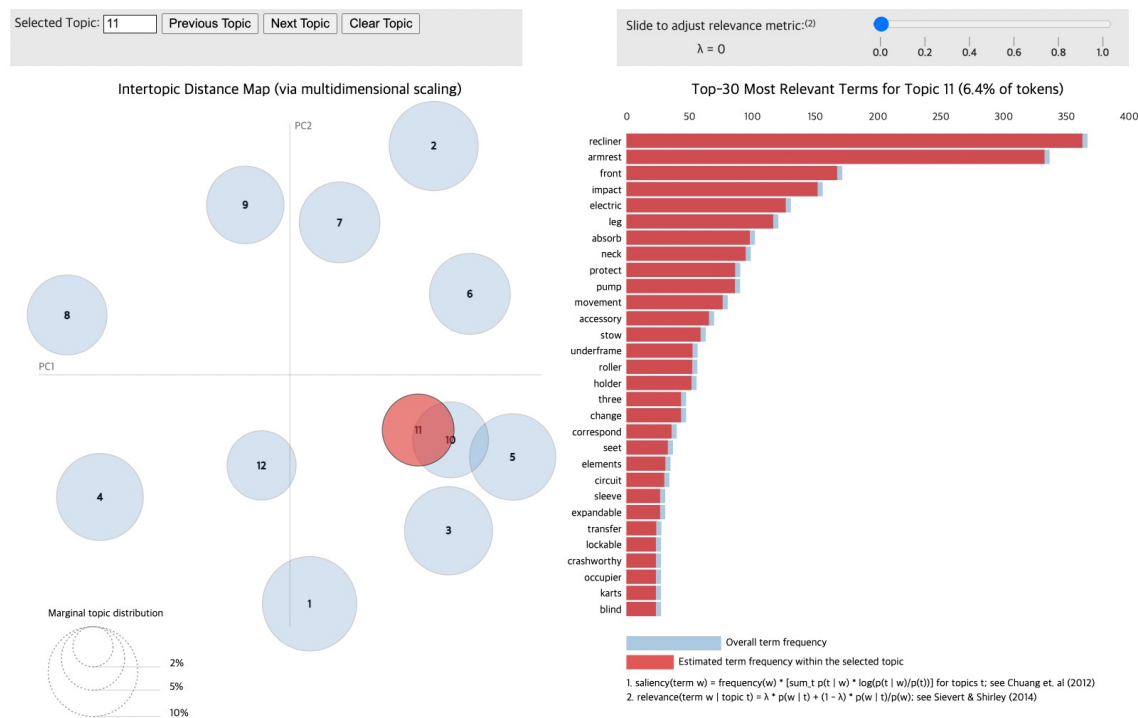 Selected Topic: 11 Previous Topic Next Topic Clear Topic
Slide to adjust relevance metric:(2)
λ = 0
0.0 0.2 0.4 0.6 0.8 1.0
Intertopic Distance Map (via multidimensional scaling)
PC2
PC1
2
9
7
6
8
11
10
5
12
4
3
1
Marginal topic distribution
2%
5%
10%
Top-30 Most Relevant Terms for Topic 11 (6.4% of tokens)
0 50 100 150 200 250 300 350 400
recliner
armrest
front
impact
electric
leg
absorb
neck
protect
pump
movement
accessory
stow
underframe
roller
holder
three
change
correspond
seet
elements
circuit
sleeve
expandable
transfer
lockable
crashworthy
occupier
karts
blind
Overall term frequency
Estimated term frequency within the selected topic
1. saliency(term w) = frequency(w) * [sum_t p(t | w) * log(p(t | w)/p(t))] for topics t; see Chuang et. al (2012)
2. relevance(term w | topic t) = λ * p(w | t) + (1 - λ) * p(w | t)/p(w); see Sievert & Shirley (2014)